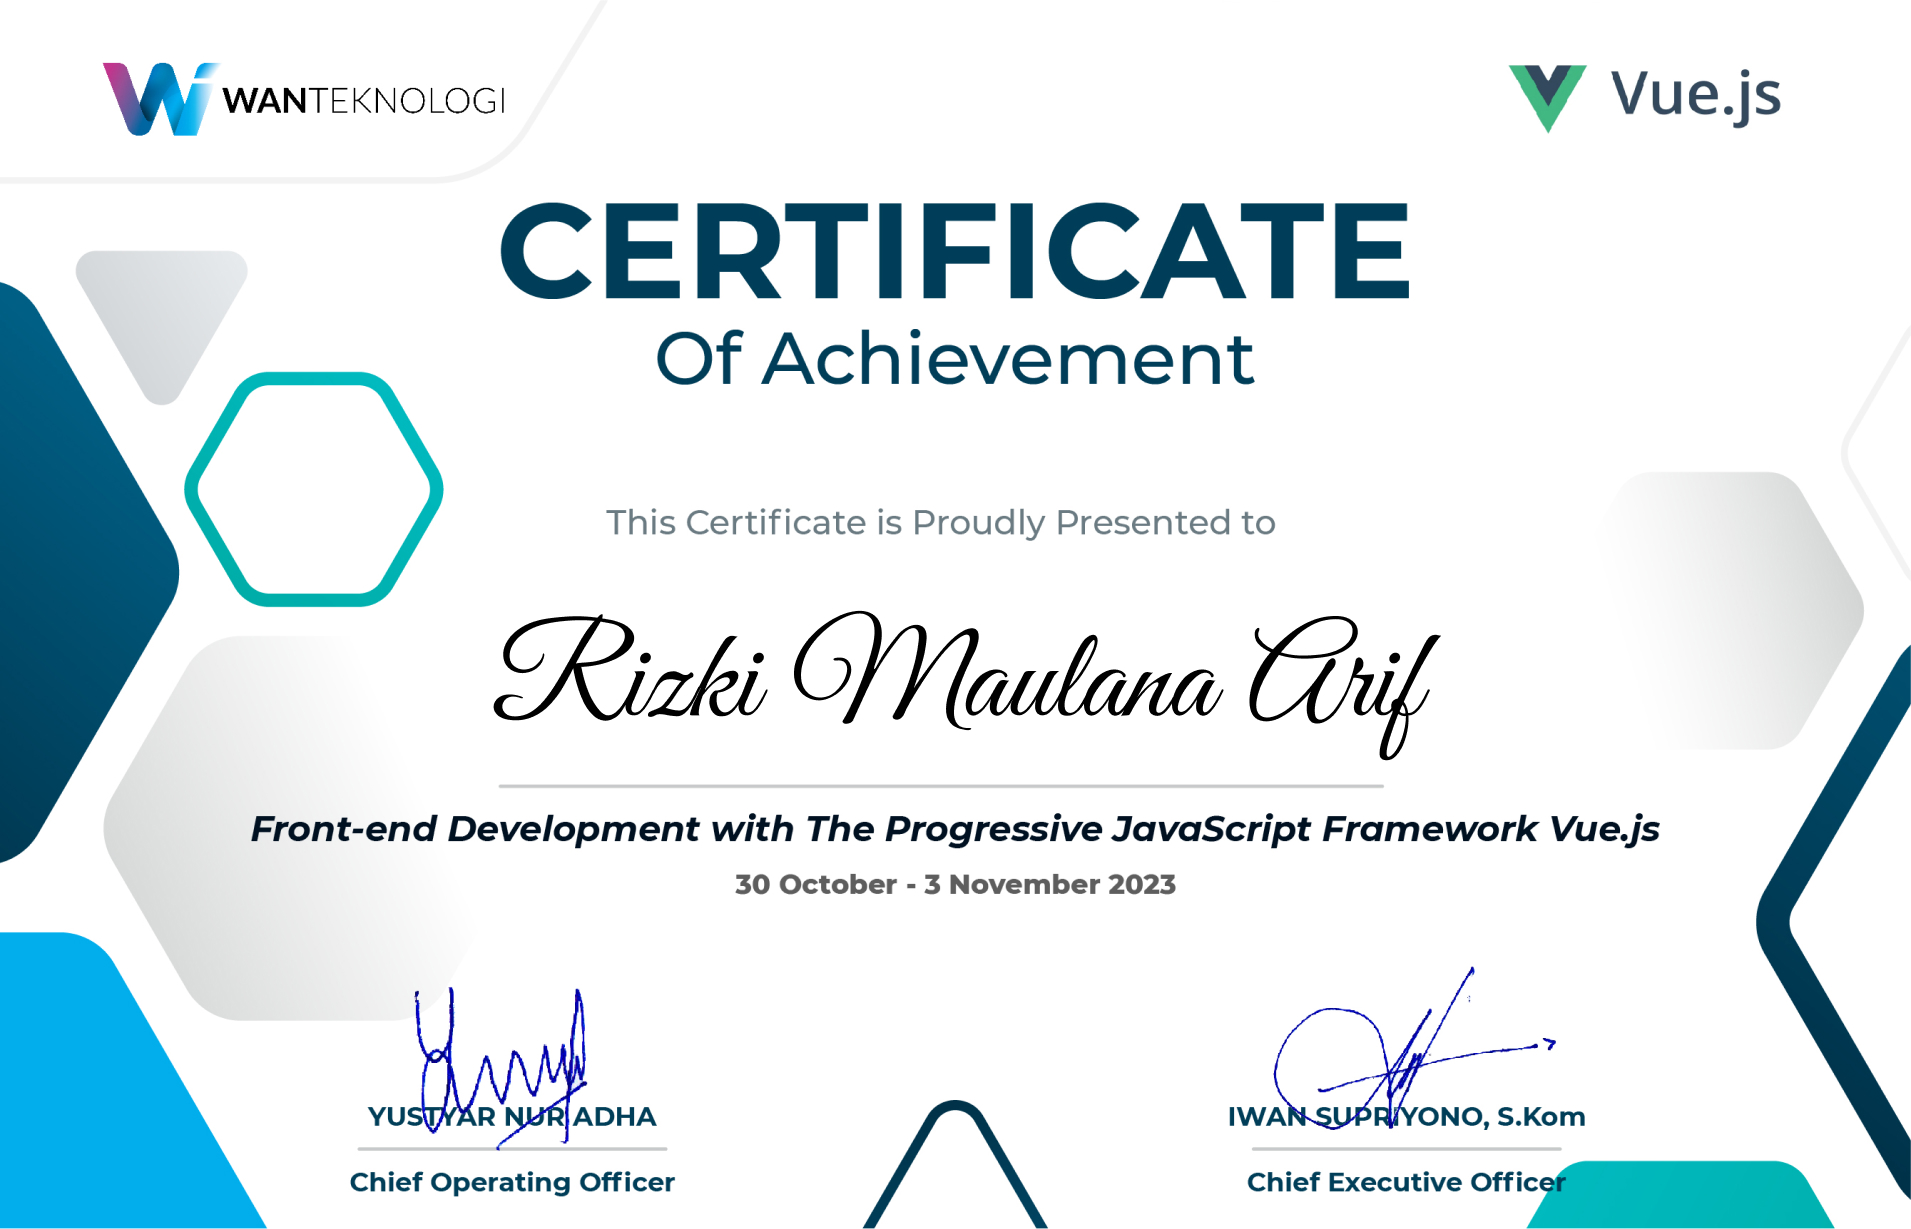 WANTEKNOLOGI
Vue.js
CERTIFICATE
Of Achievement
This Certificate is Proudly Presented to
Rizki Maulana Arif
Front-end Development with The Progressive JavaScript Framework Vue.js
30 October - 3 November 2023
YUSTYAR NUR ADHA
Chief Operating Officer
IWAN SUPRIYONO, S.Kom
Chief Executive Officer